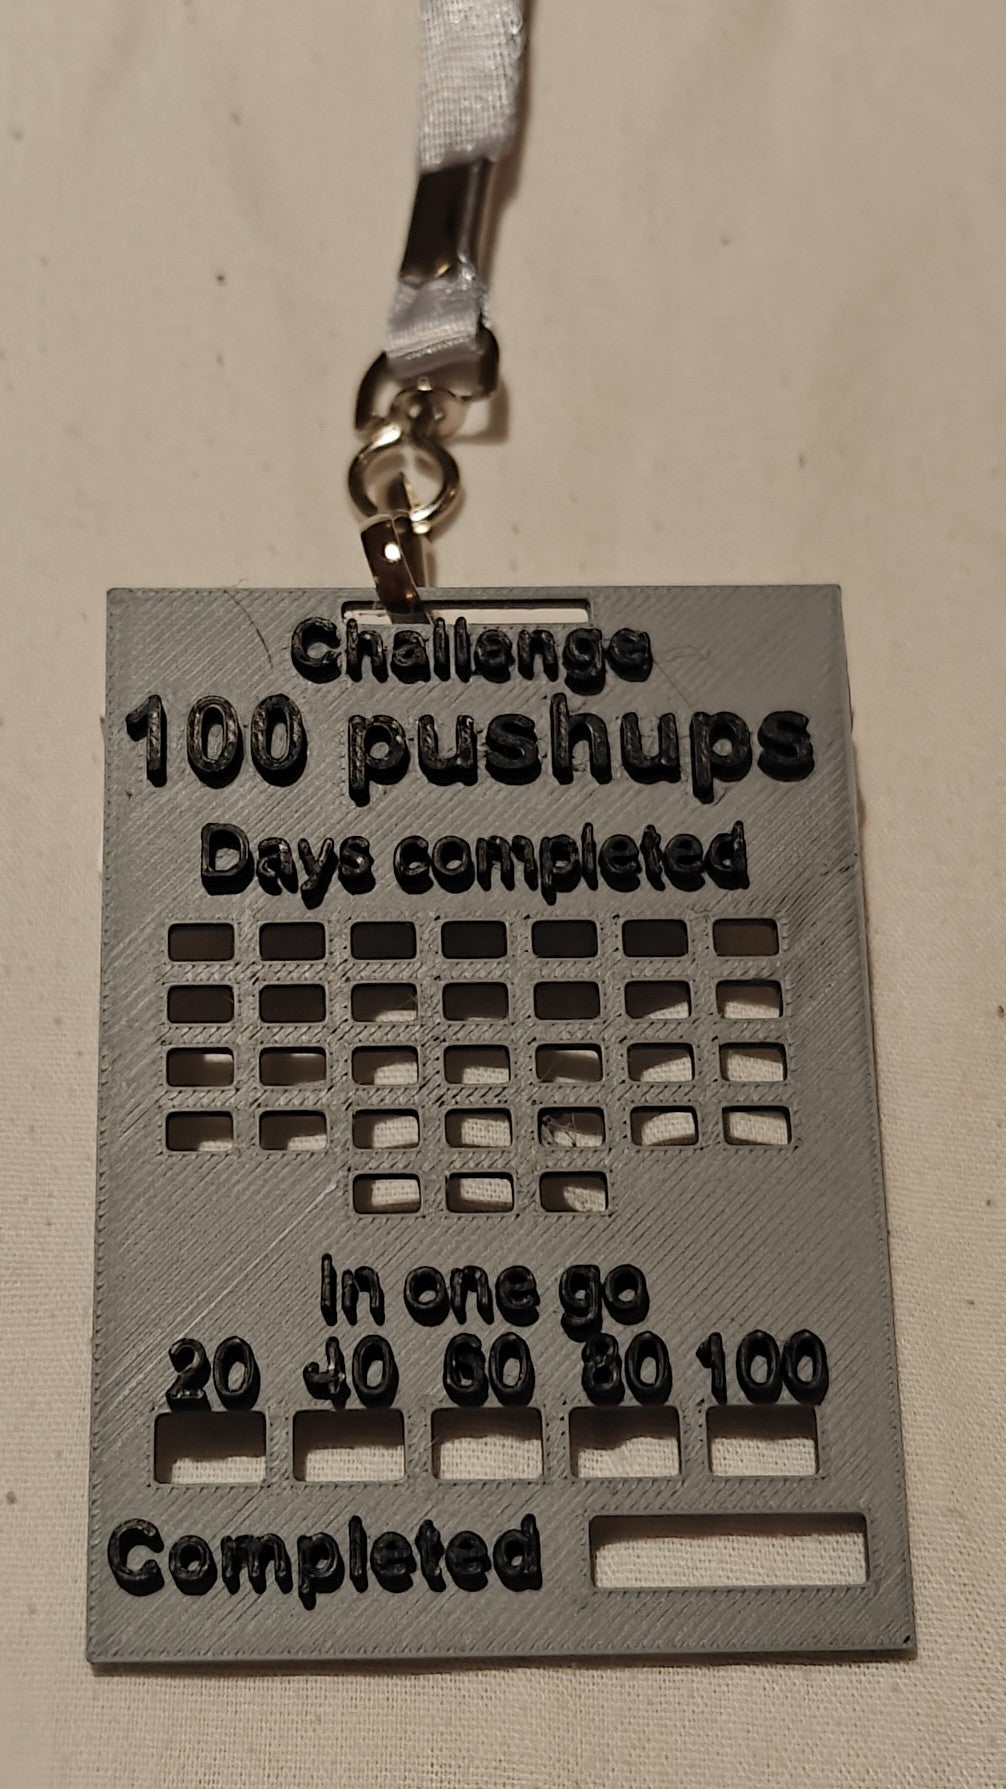 Challenge
100 pushups
Days completed
In one go
20 40 60 80 100
Completed